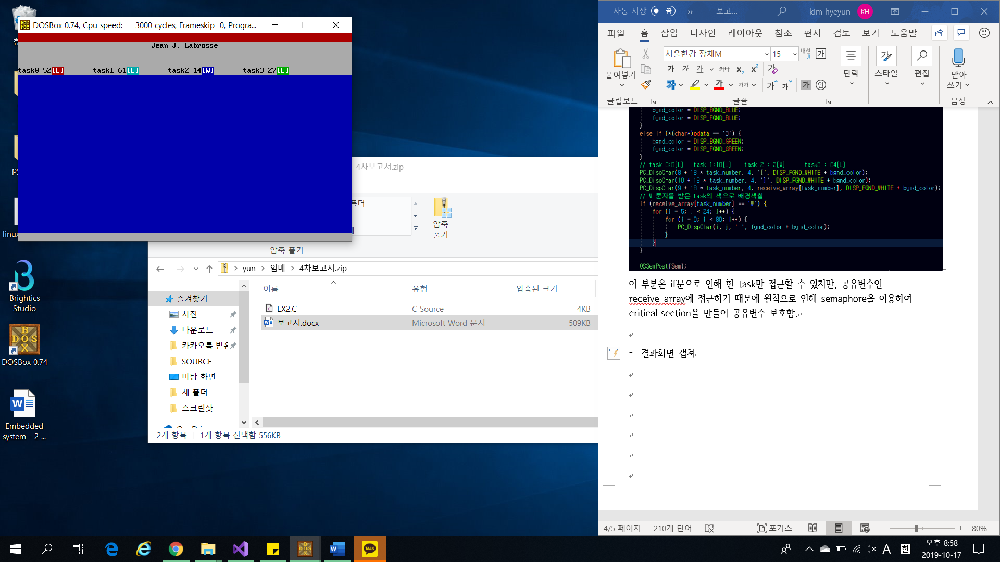 DOSBox 0.74, Cpu speed: 3000 cycles, Frameskip 0, Progra...
Jean J. Labrosse
task0 52[L] task1 61[L] task2 14[W] task3 27[L]
linux
Brightics
Studio
DOSBox 0.74
Embedded
system - 2 ...
4차보고서.zip
폴더
압축
풀기
압축 풀기
yun > 임베 > 4차보고서.zip
이름 유형 압축된 크기
즐겨찾기
사진
다운로드
카카오톡 받은
SOURCE
바탕 화면
새 폴더
스크린샷
EX2.C C Source 4KB
보고서.docx Microsoft Word 문서 509KB
2개 항목 1개 항목 선택함 556KB
자동 저장 끔 보고... kim hyeyun KH
파일 홈 삽입 디자인 레이아웃 참조 편지 검토 보기 도움말
붙여넣기
클립보드
서울한강 장체M 15
글꼴
단락
스타일
편집
받아
쓰기
음성
bgnd_color = DISP_BGND_BLUE;
fgnd_color = DISP_FGND_BLUE;
}
else if (*(char*)pdata == '3') {
bgnd_color = DISP_BGND_GREEN;
fgnd_color = DISP_FGND_GREEN;
}
// task 0:5[L] task 1:10[L] task 2 : 3[W] task3 : 64[L]
PC_DispChar(8 + 18 * task_number, 4, '[', DISP_FGND_WHITE + bgnd_color);
PC_DispChar(10 + 18 * task_number, 4, ']', DISP_FGND_WHITE + bgnd_color);
PC_DispChar(9 + 18 * task_number, 4, receive_array[task_number], DISP_FGND_WHITE + bgnd_color);
// W 문자를 받은 task의 색으로 배경색칠
if (receive_array[task_number] == 'W') {
for (j = 5; j < 24; j++) {
for (i = 0; i < 80; i++) {
PC_DispChar(i, j, ' ', fgnd_color + bgnd_color);
}
}
}
OSSemPost(Sem);
이 부분은 if문으로 인해 한 task만 접근할 수 있지만, 공유변수인
receive_array에 접근하기 때문에 원칙으로 인해 semaphore을 이용하여
critical section을 만들어 공유변수 보호함.
- 결과화면 캡쳐
4/5 페이지 210개 단어 포커스 80%
A 한
오후 8:58
2019-10-17